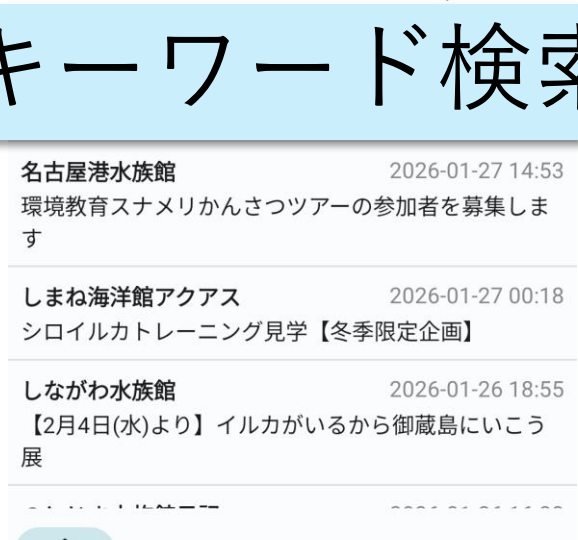 キーワード検索
名古屋港水族館 2026-01-27 14:53
環境教育スナメリかんさつツアーの参加者を募集しま
す
しまね海洋館アクアス 2026-01-27 00:18
シロイルカトレーニング見学【冬季限定企画】
しながわ水族館 2026-01-26 18:55
【2月4日(水)より】イルカがいるから御蔵島にいこう
展